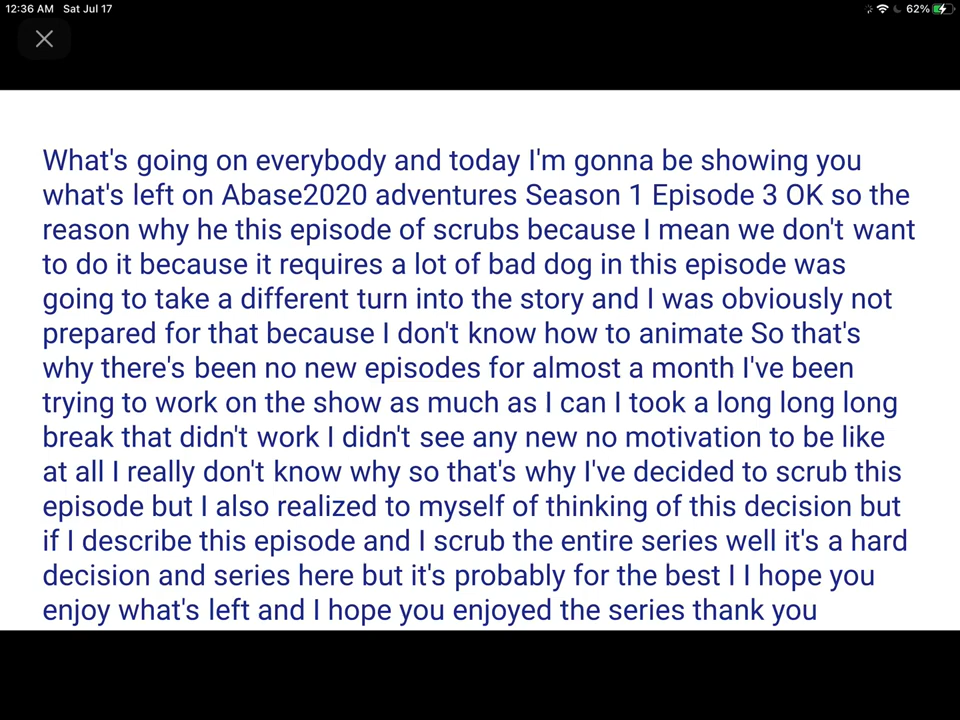 12:36 AM Sat Jul 17 62%
What's going on everybody and today I'm gonna be showing you
what's left on Abase2020 adventures Season 1 Episode 3 OK so the
reason why he this episode of scrubs because I mean we don't want
to do it because it requires a lot of bad dog in this episode was
going to take a different turn into the story and I was obviously not
prepared for that because I don't know how to animate So that's
why there's been no new episodes for almost a month I've been
trying to work on the show as much as I can I took a long long long
break that didn't work I didn't see any new no motivation to be like
at all I really don't know why so that's why I've decided to scrub this
episode but I also realized to myself of thinking of this decision but
if I describe this episode and I scrub the entire series well it's a hard
decision and series here but it's probably for the best I I hope you
enjoy what's left and I hope you enjoyed the series thank you